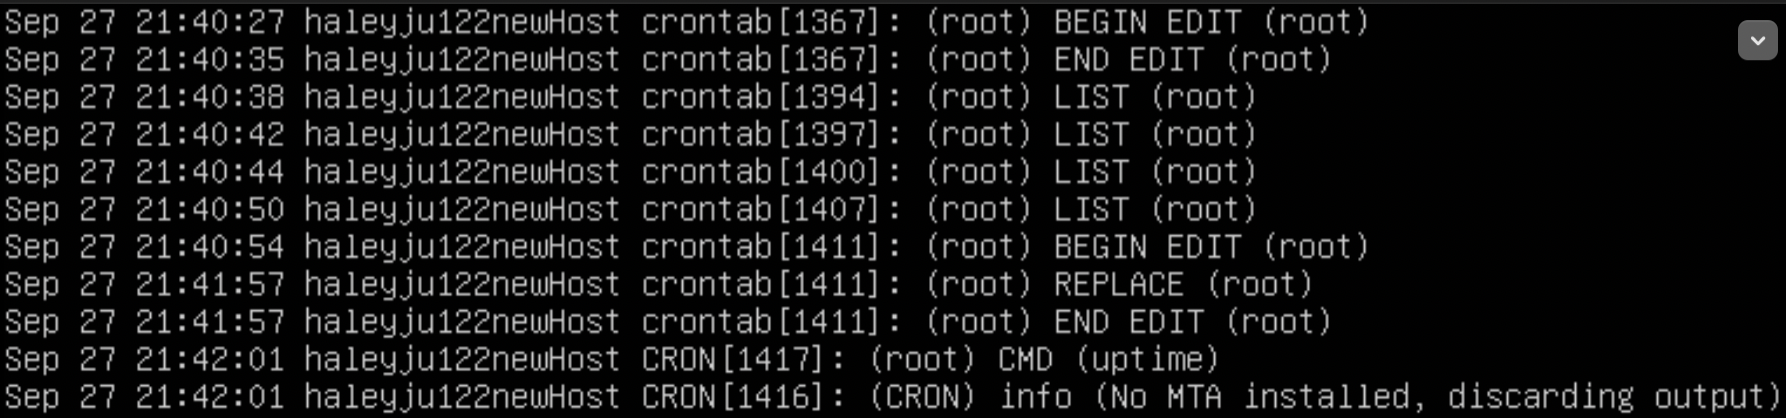 Sep 27 21:40:27 haleyju122newHost crontab[1367]: (root) BEGIN EDIT (root)
Sep 27 21:40:35 haleyju122newHost crontab[1367]: (root) END EDIT (root)
Sep 27 21:40:38 haleyju122newHost crontab[1394]: (root) LIST (root)
Sep 27 21:40:42 haleyju122newHost crontab[1397]: (root) LIST (root)
Sep 27 21:40:44 haleyju122newHost crontab[1400]: (root) LIST (root)
Sep 27 21:40:50 haleyju122newHost crontab[1407]: (root) LIST (root)
Sep 27 21:40:54 haleyju122newHost crontab[1411]: (root) BEGIN EDIT (root)
Sep 27 21:41:57 haleyju122newHost crontab[1411]: (root) REPLACE (root)
Sep 27 21:41:57 haleyju122newHost crontab[1411]: (root) END EDIT (root)
Sep 27 21:42:01 haleyju122newHost CRON[1417]: (root) CMD (uptime)
Sep 27 21:42:01 haleyju122newHost CRON[1416]: (CRON) info (No MTA installed, discarding output)